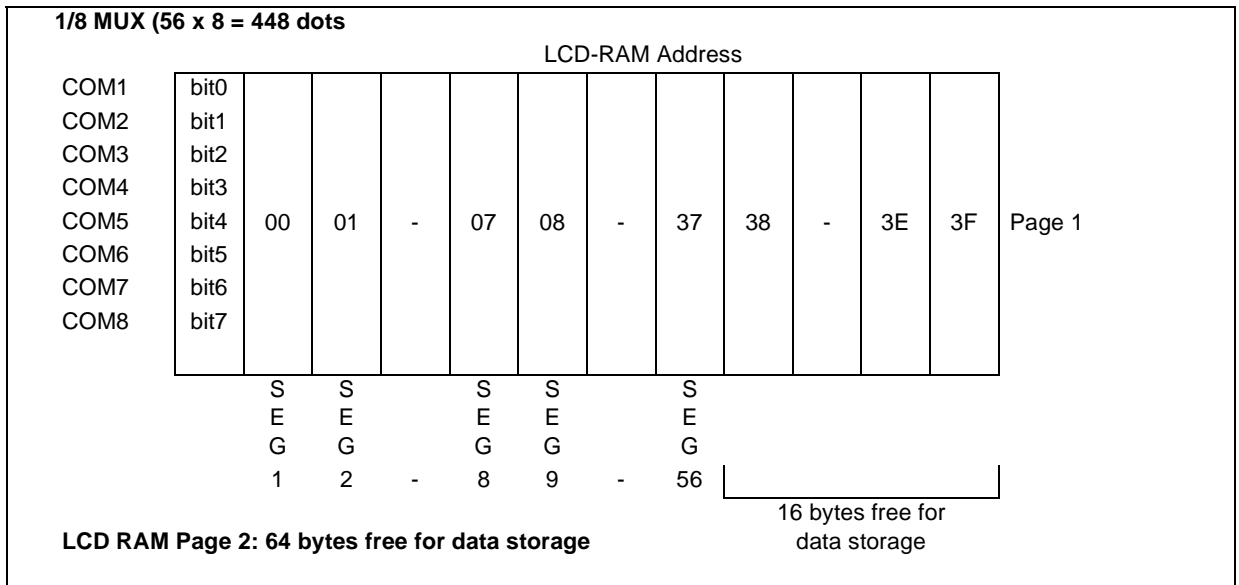 1/8 MUX (56 x 8 = 448 dots
LCD-RAM Address
COM1 bit0
COM2 bit1
COM3 bit2
COM4 bit3
COM5 bit4 00 01 - 07 08 - 37 38 - 3E 3F Page 1
COM6 bit5
COM7 bit6
COM8 bit7
S S S S S
E E E E E
G G G G G
1 2 - 8 9 - 56
16 bytes free for
LCD RAM Page 2: 64 bytes free for data storage data storage